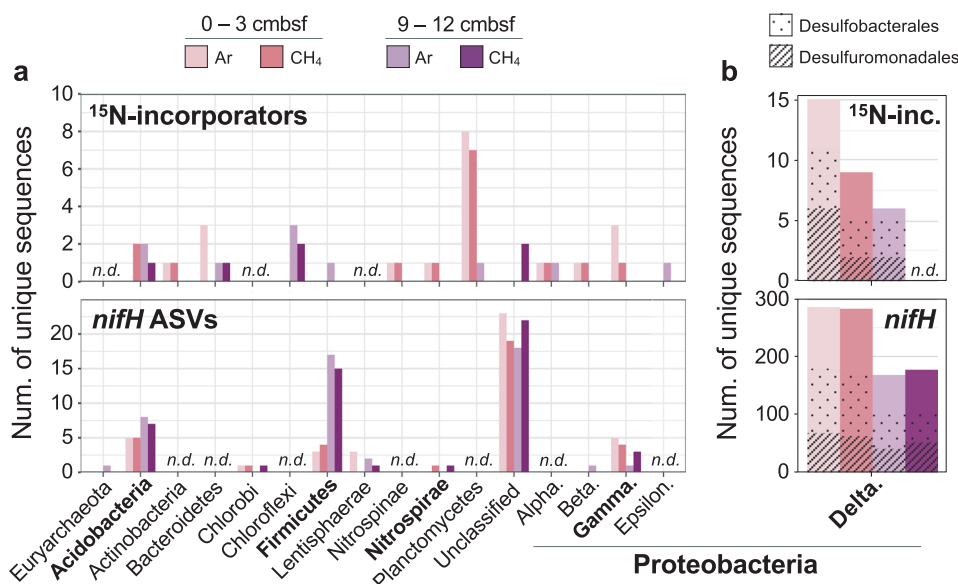 0 – 3 cmbsf
9 – 12 cmbsf
Ar
CH₄
Ar
CH₄
Desulfobacterales
Desulfuromonadales
a
Num. of unique sequences
10
8
6
4
2
0
¹⁵N-incorporators
n.d.
n.d.
n.d.
20
15
10
5
0
nifH ASVs
n.d.
n.d.
n.d.
n.d.
n.d.
n.d.
n.d.
Euryarchaeota
Acidobacteria
Actinobacteria
Bacteroidetes
Chlorobi
Chloroflexi
Firmicutes
Lentisphaerae
Nitrospinae
Nitrospirae
Planctomycetes
Unclassified
Alpha.
Beta.
Gamma.
Epsilon.
b
Num. of unique sequences
15
10
5
0
¹⁵N-inc.
n.d.
300
200
100
0
nifH
Delta.
Proteobacteria